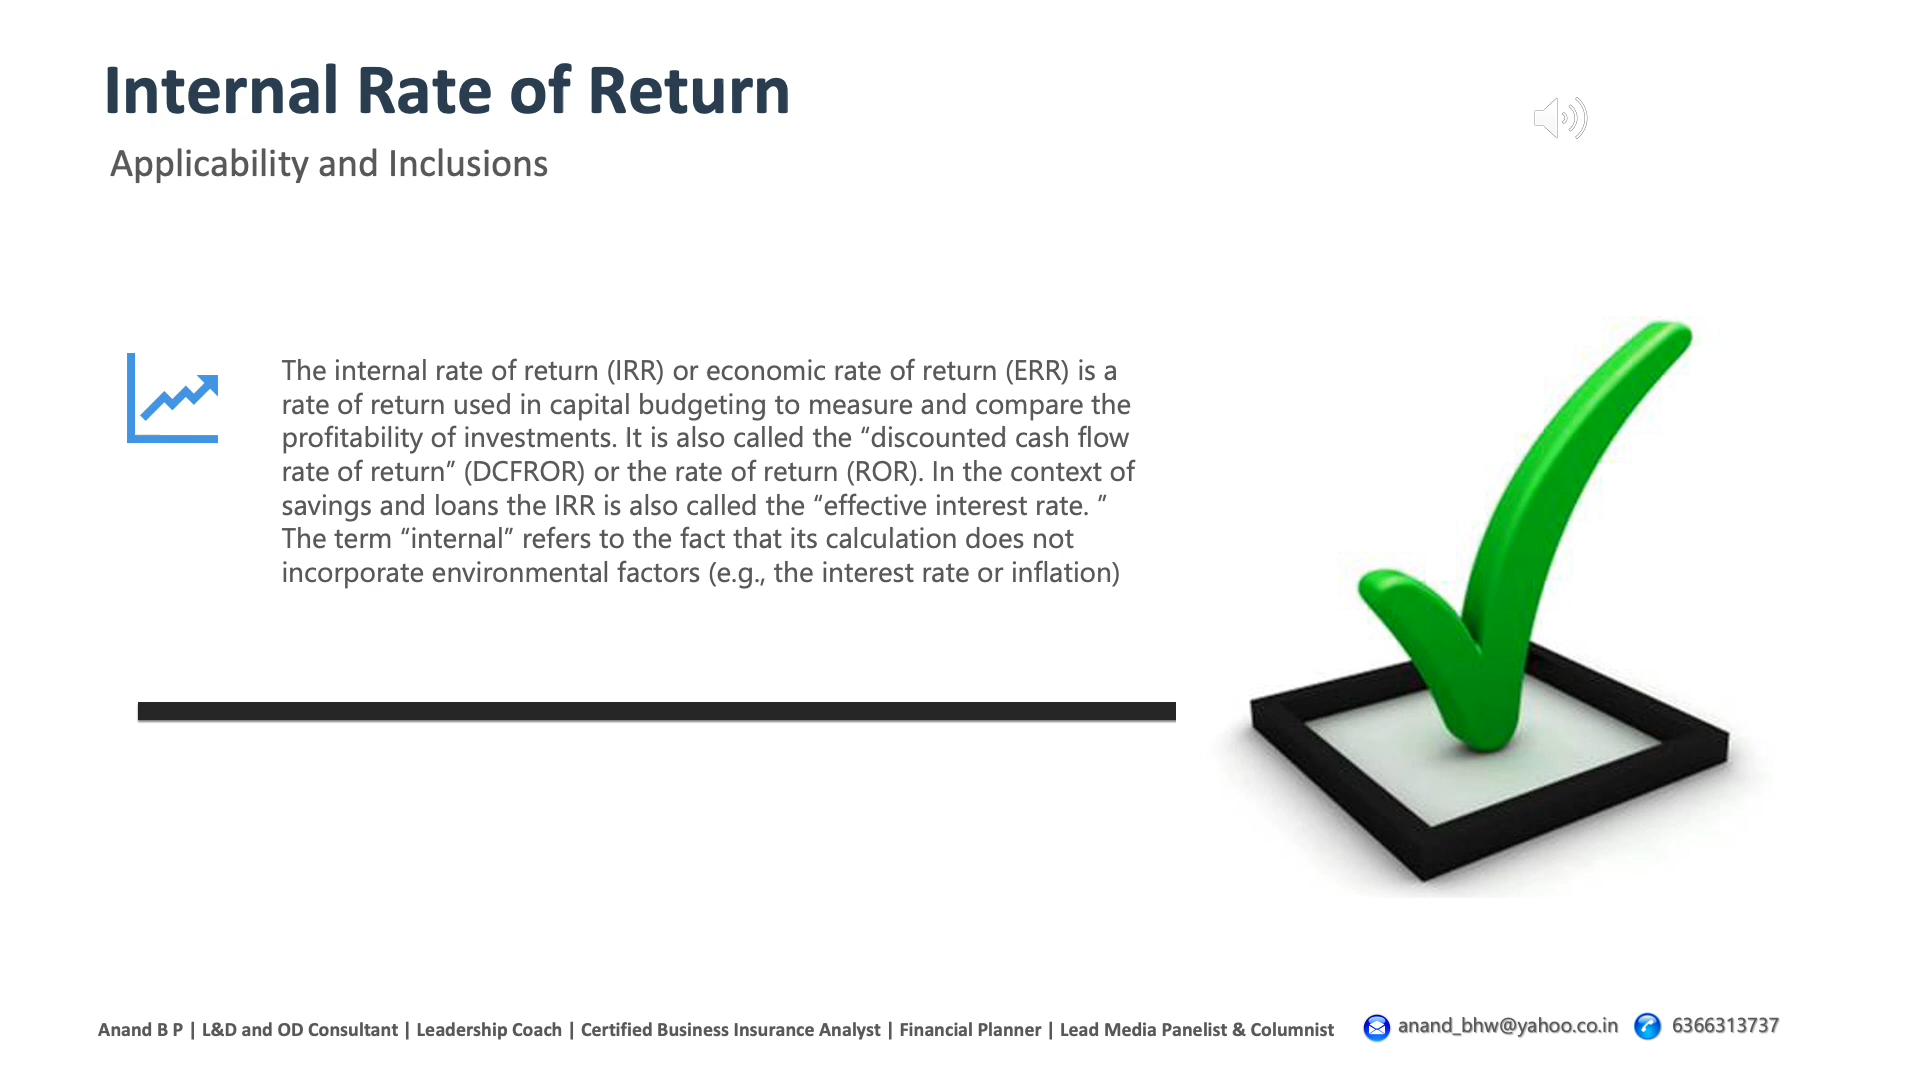 Internal Rate of Return
Applicability and Inclusions
The internal rate of return (IRR) or economic rate of return (ERR) is a
rate of return used in capital budgeting to measure and compare the
profitability of investments. It is also called the “discounted cash flow
rate of return” (DCFROR) or the rate of return (ROR). In the context of
savings and loans the IRR is also called the “effective interest rate. ”
The term “internal” refers to the fact that its calculation does not
incorporate environmental factors (e.g., the interest rate or inflation)
Anand B P | L&D and OD Consultant | Leadership Coach | Certified Business Insurance Analyst | Financial Planner | Lead Media Panelist & Columnist
anand_bhw@yahoo.co.in
6366313737